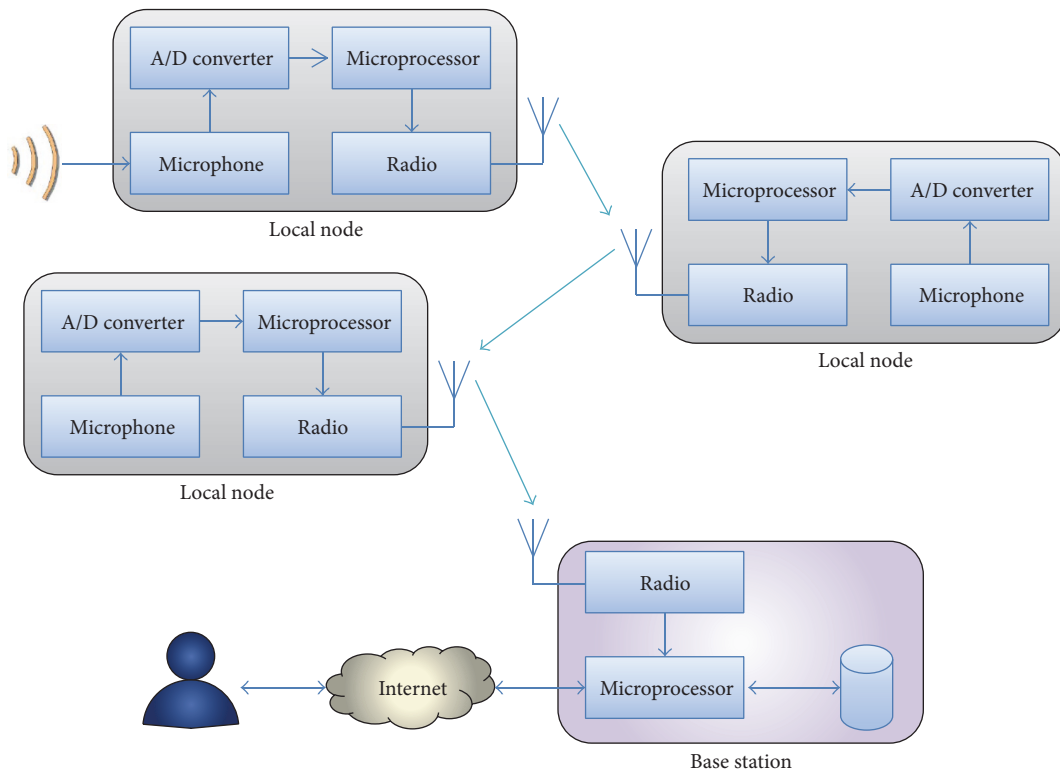 A/D converter
Microprocessor
Microphone
Radio
Local node
Microprocessor
A/D converter
Radio
Microphone
Local node
A/D converter
Microprocessor
Microphone
Radio
Local node
Radio
Internet
Microprocessor
Base station